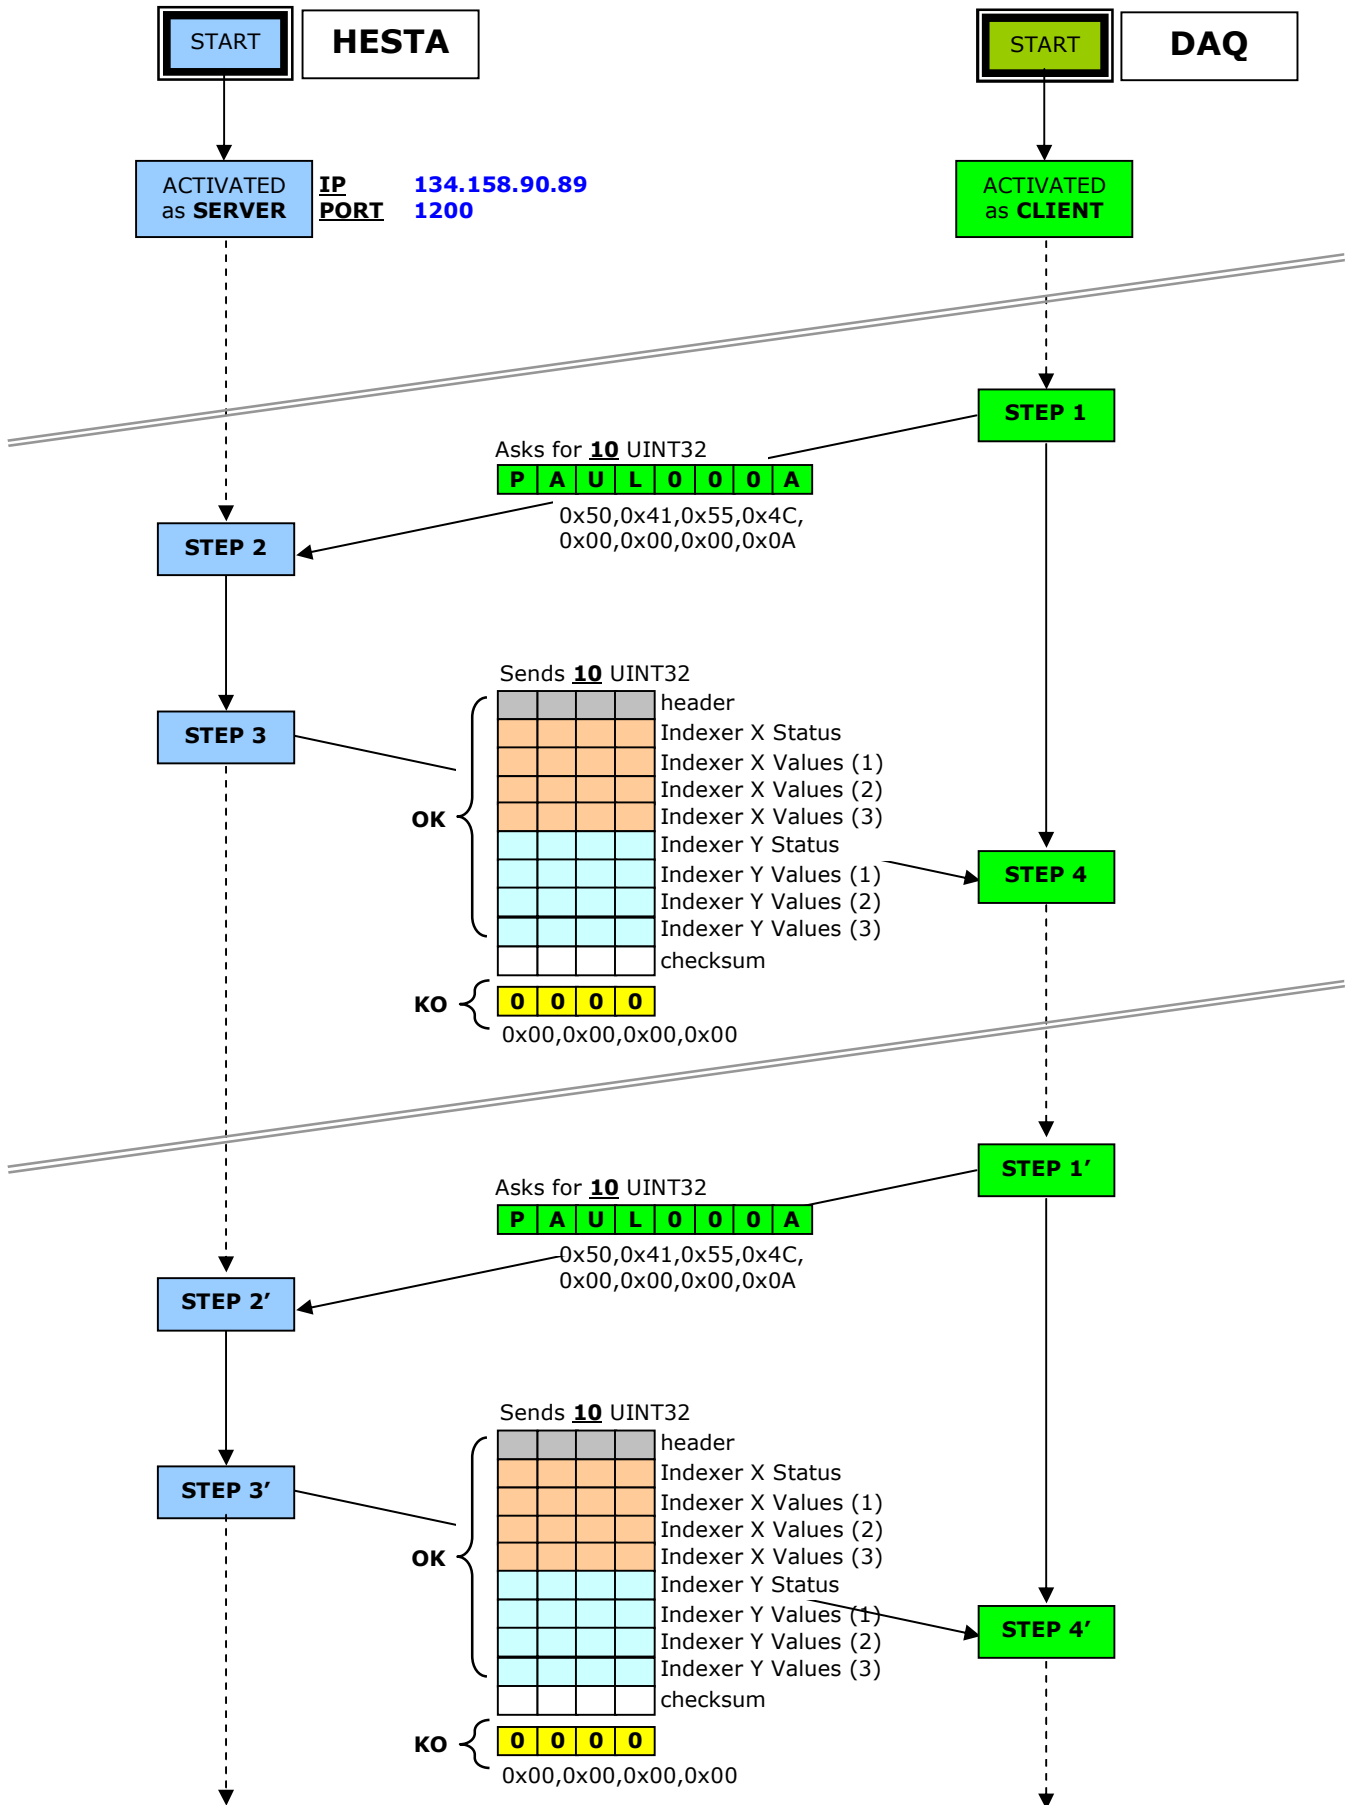 START
HESTA
START
DAQ
ACTIVATED
as SERVER
IP 134.158.90.89
PORT 1200
ACTIVATED
as CLIENT
STEP 1
Asks for 10 UINT32
P A U L 0 0 0 A
0x50,0x41,0x55,0x4C,
0x00,0x00,0x00,0x0A
STEP 2
Sends 10 UINT32
header
STEP 3
Indexer X Status
Indexer X Values (1)
Indexer X Values (2)
Indexer X Values (3)
OK
Indexer Y Status
Indexer Y Values (1)
STEP 4
Indexer Y Values (2)
Indexer Y Values (3)
checksum
KO
0 0 0 0
0x00,0x00,0x00,0x00
STEP 1’
Asks for 10 UINT32
P A U L 0 0 0 A
0x50,0x41,0x55,0x4C,
0x00,0x00,0x00,0x0A
STEP 2’
Sends 10 UINT32
header
Indexer X Status
STEP 3’
Indexer X Values (1)
Indexer X Values (2)
Indexer X Values (3)
OK
Indexer Y Status
Indexer Y Values (1)
STEP 4’
Indexer Y Values (2)
Indexer Y Values (3)
checksum
KO
0 0 0 0
0x00,0x00,0x00,0x00